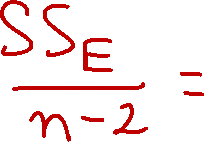 SS_E
n-2 =